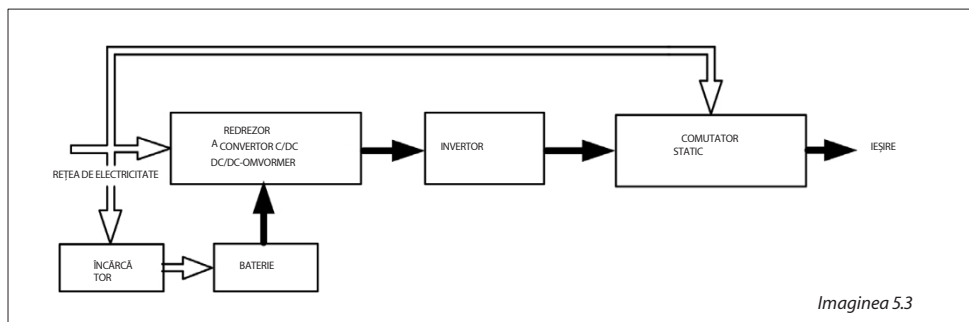 REDREZOR
A CONVERTOR C/DC
DC/DC-OMVORMER
INVERTOR
COMUTATOR
STATIC
IEȘIRE
REȚEA DE ELECTRICITATE
ÎNCĂRCĂ
TOR
BATERIE
Imaginea 5.3